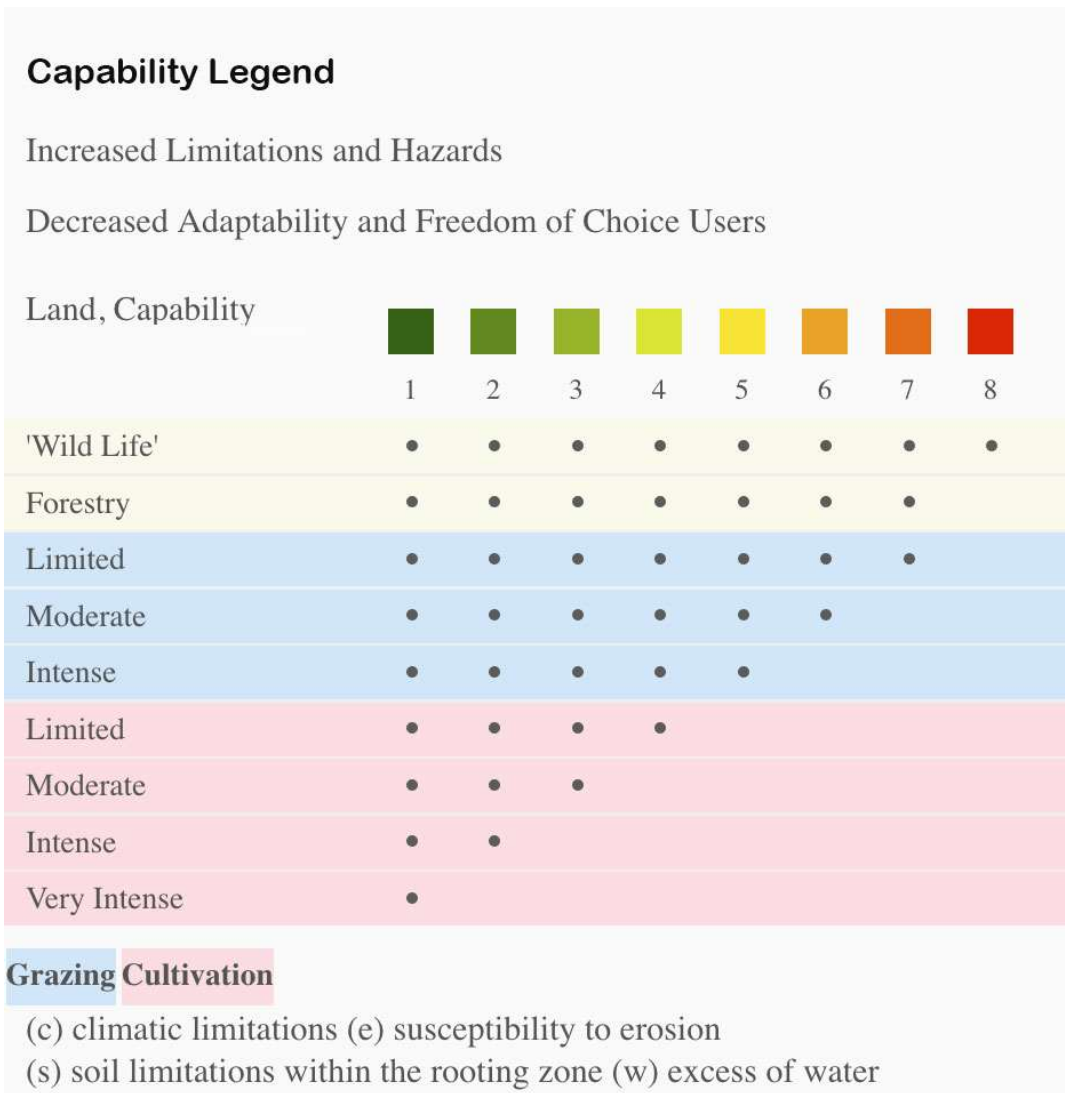 Capability Legend
Increased Limitations and Hazards
Decreased Adaptability and Freedom of Choice Users
Land, Capability
1 2 3 4 5 6 7 8
'Wild Life' • • • • • • • •
Forestry • • • • • • •
Limited • • • • • • •
Moderate • • • • • •
Intense • • • • •
Limited • • • •
Moderate • • •
Intense • •
Very Intense •
Grazing Cultivation
(c) climatic limitations (e) susceptibility to erosion
(s) soil limitations within the rooting zone (w) excess of water